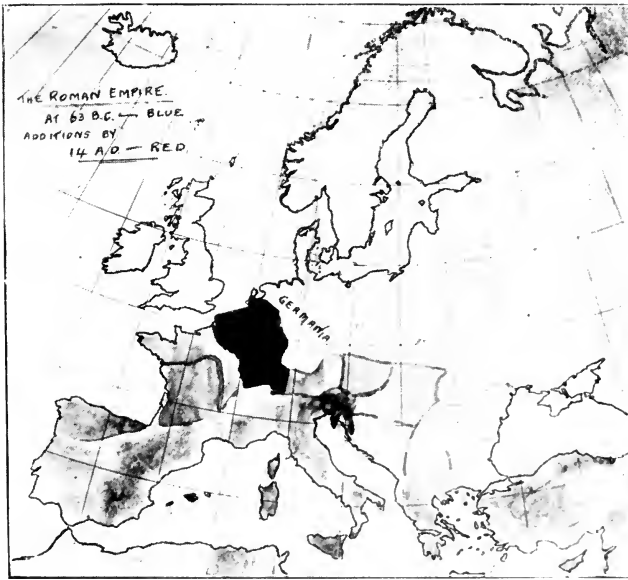 THE ROMAN EMPIRE.
AT 63 B.C. — BLUE
ADDITIONS BY
14 A.D. — RED.
GERMANIA